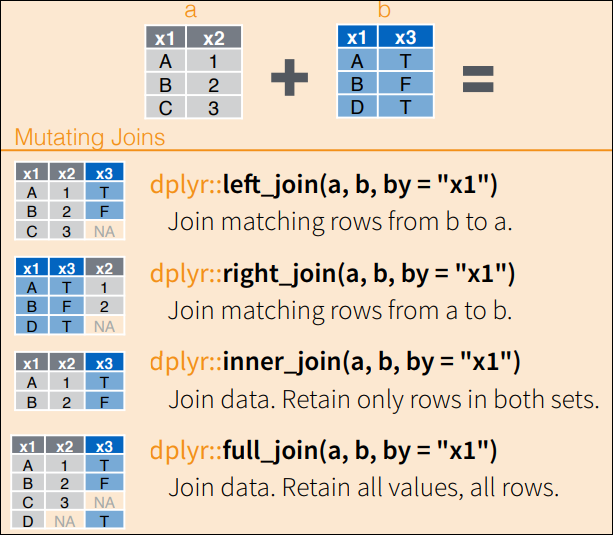 a b
x1 x2 x1 x3
A 1 A T
B 2 B F
C 3 D T
+ =
Mutating Joins
x1 x2 x3
A 1 T
B 2 F
C 3 NA
dplyr::left_join(a, b, by = "x1")
Join matching rows from b to a.
x1 x3 x2
A T 1
B F 2
D T NA
dplyr::right_join(a, b, by = "x1")
Join matching rows from a to b.
x1 x2 x3
A 1 T
B 2 F
dplyr::inner_join(a, b, by = "x1")
Join data. Retain only rows in both sets.
x1 x2 x3
A 1 T
B 2 F
C 3 NA
D NA T
dplyr::full_join(a, b, by = "x1")
Join data. Retain all values, all rows.